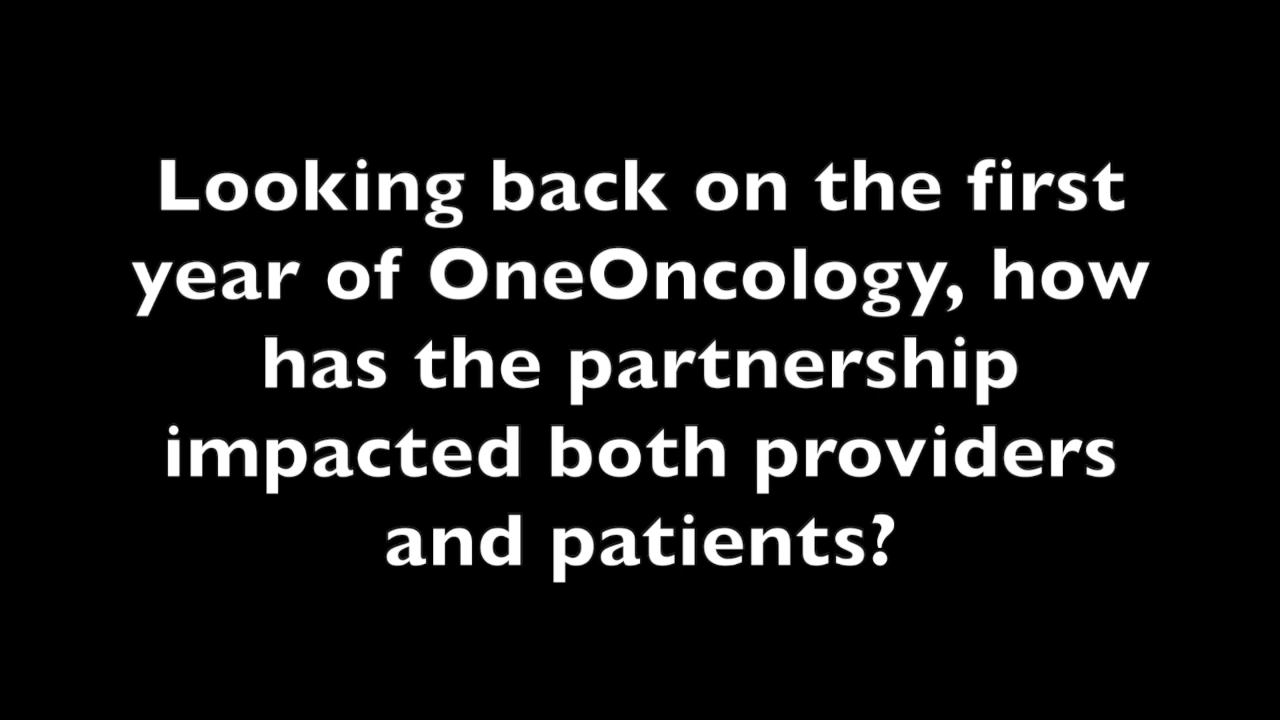 Looking back on the first
year of OneOncology, how
has the partnership
impacted both providers
and patients?